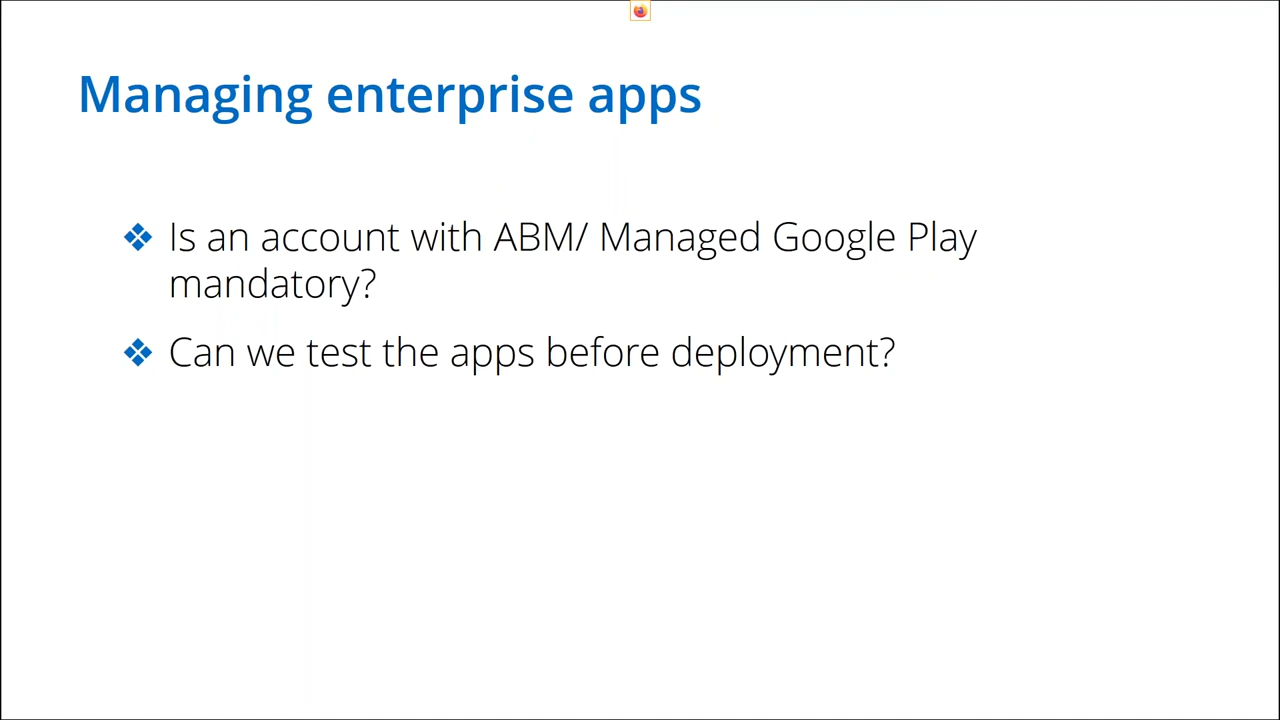 Managing enterprise apps
❖ Is an account with ABM/ Managed Google Play
mandatory?
❖ Can we test the apps before deployment?